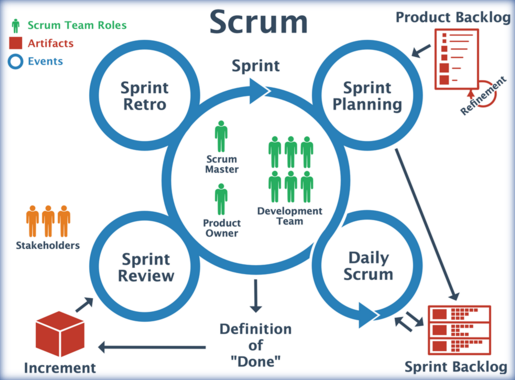 Scrum
Scrum Team Roles
Artifacts
Events
Product Backlog
Refinement
Sprint
Sprint
Retro
Sprint
Planning
Scrum
Master
Product
Owner
Development
Team
Stakeholders
Sprint
Review
Daily
Scrum
Definition
of
"Done"
Increment
Sprint Backlog